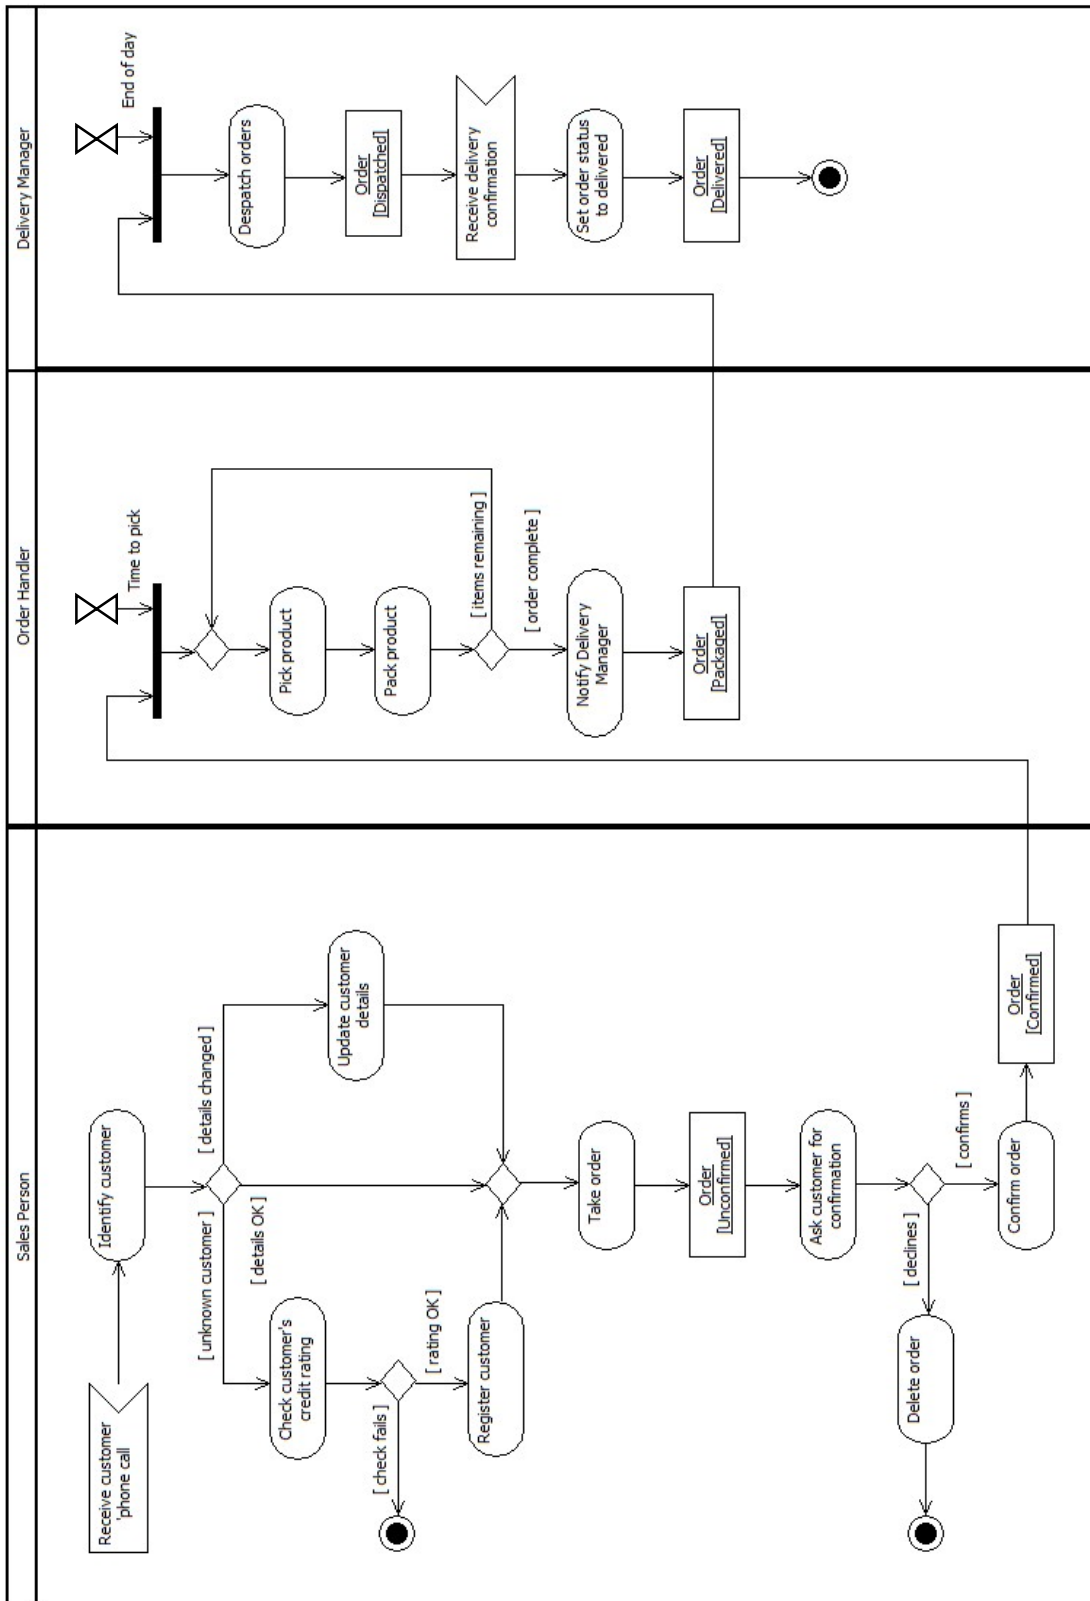 Sales Person
Receive customer
'phone call
Identify customer
[ unknown customer ]
[ details changed ]
[ details OK ]
Check customer's
credit rating
Update customer
details
[ check fails ]
[ rating OK ]
Register customer
Take order
Order
[Unconfirmed]
Ask customer for
confirmation
[ declines ]
[ confirms ]
Delete order
Confirm order
Order
[Confirmed]
Order Handler
Time to pick
Pick product
Pack product
[ items remaining ]
[ order complete ]
Notify Delivery
Manager
Order
[Packaged]
Delivery Manager
End of day
Despatch orders
Order
[Dispatched]
Receive delivery
confirmation
Set order status
to delivered
Order
[Delivered]